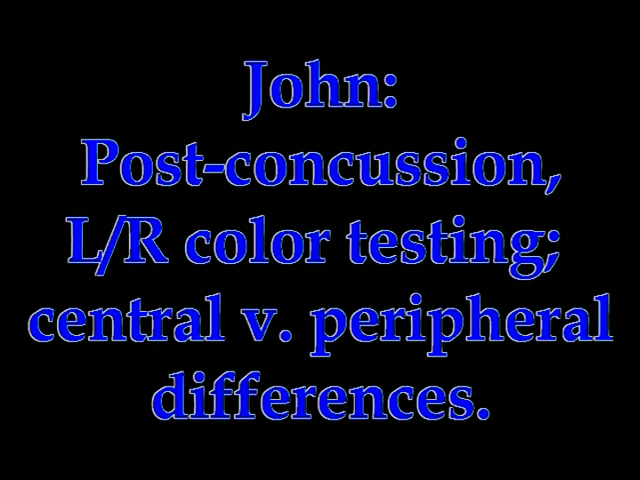 John:
Post-concussion,
L/R color testing;
central v. peripheral
differences.